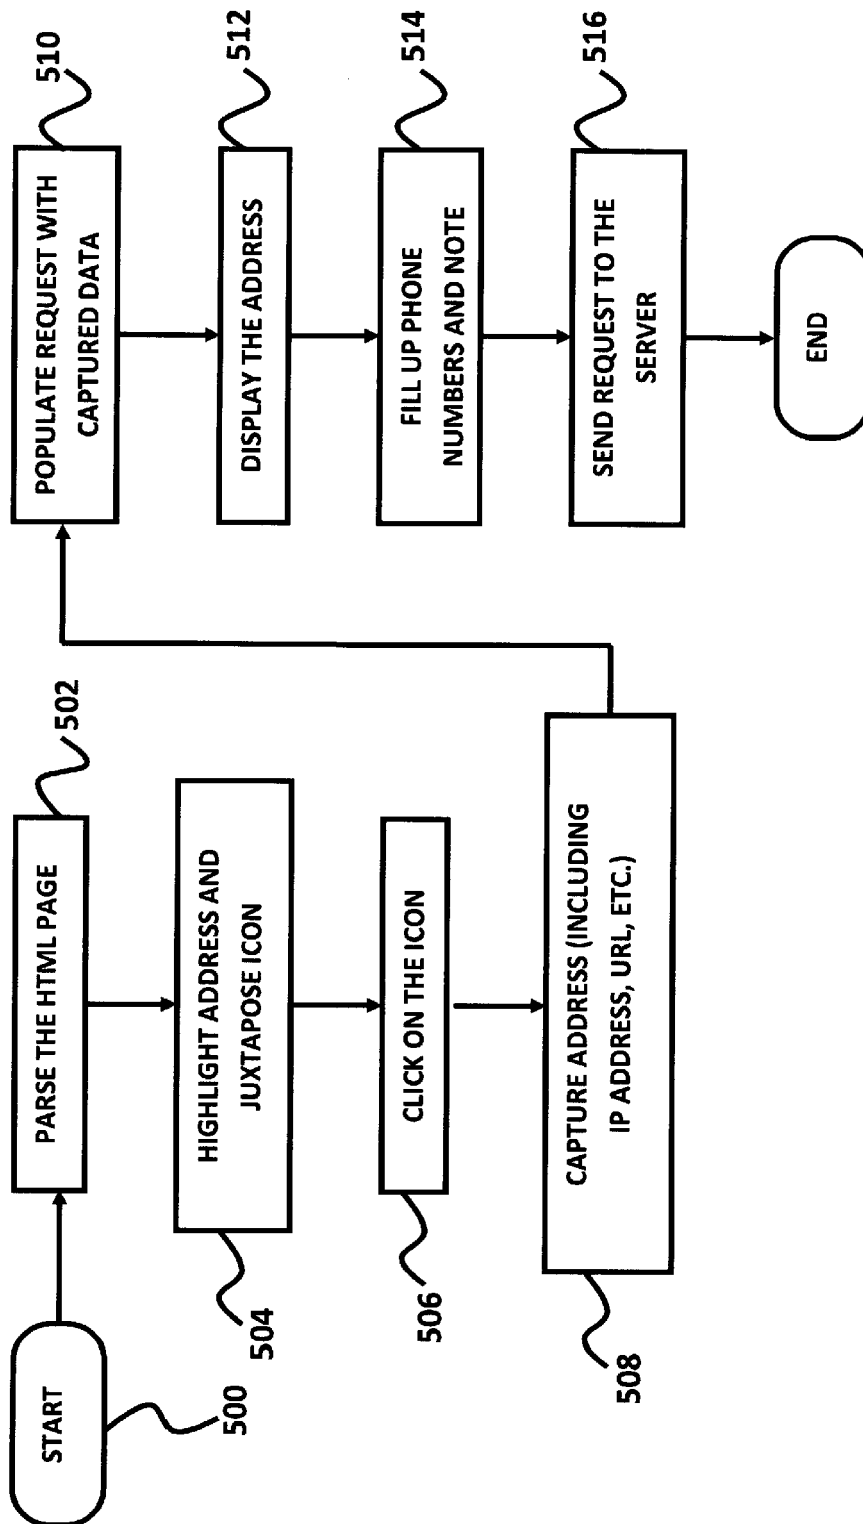 START
500
PARSE THE HTML PAGE
502
HIGHLIGHT ADDRESS AND
JUXTAPOSE ICON
504
CLICK ON THE ICON
506
CAPTURE ADDRESS (INCLUDING
IP ADDRESS, URL, ETC.)
508
POPULATE REQUEST WITH
CAPTURED DATA
510
DISPLAY THE ADDRESS
512
FILL UP PHONE
NUMBERS AND NOTE
514
SEND REQUEST TO THE
SERVER
516
END